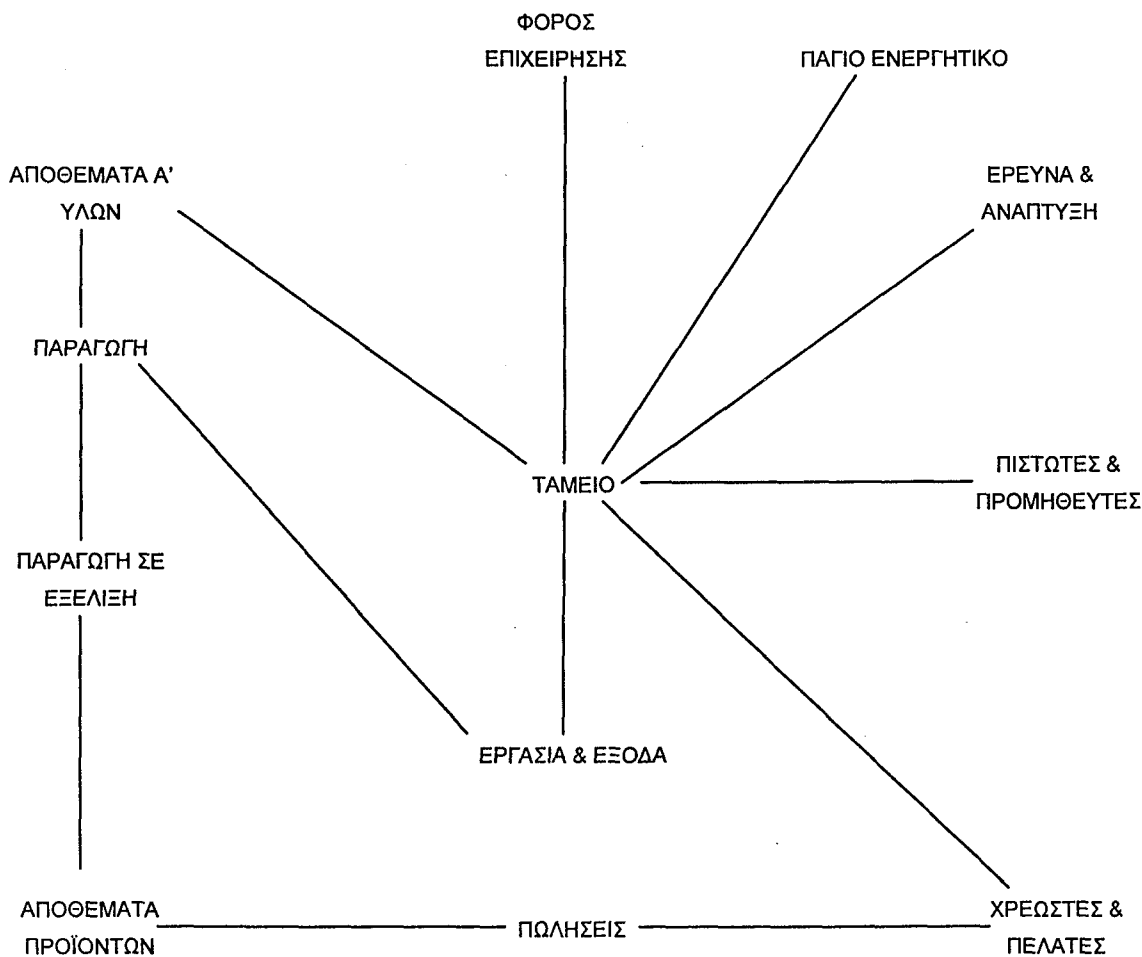 ΦΟΡΟΣ
ΕΠΙΧΕΙΡΗΣΗΣ
ΠΑΓΙΟ ΕΝΕΡΓΗΤΙΚΟ
ΑΠΟΘΕΜΑΤΑ Α'
ΥΛΩΝ
ΕΡΕΥΝΑ &
ΑΝΑΠΤΥΞΗ
ΠΑΡΑΓΩΓΗ
ΤΑΜΕΙΟ
ΠΙΣΤΩΤΕΣ &
ΠΡΟΜΗΘΕΥΤΕΣ
ΠΑΡΑΓΩΓΗ ΣΕ
ΕΞΕΛΙΞΗ
ΕΡΓΑΣΙΑ & ΕΞΟΔΑ
ΑΠΟΘΕΜΑΤΑ
ΠΡΟΪΟΝΤΩΝ
ΠΩΛΗΣΕΙΣ
ΧΡΕΩΣΤΕΣ &
ΠΕΛΑΤΕΣ